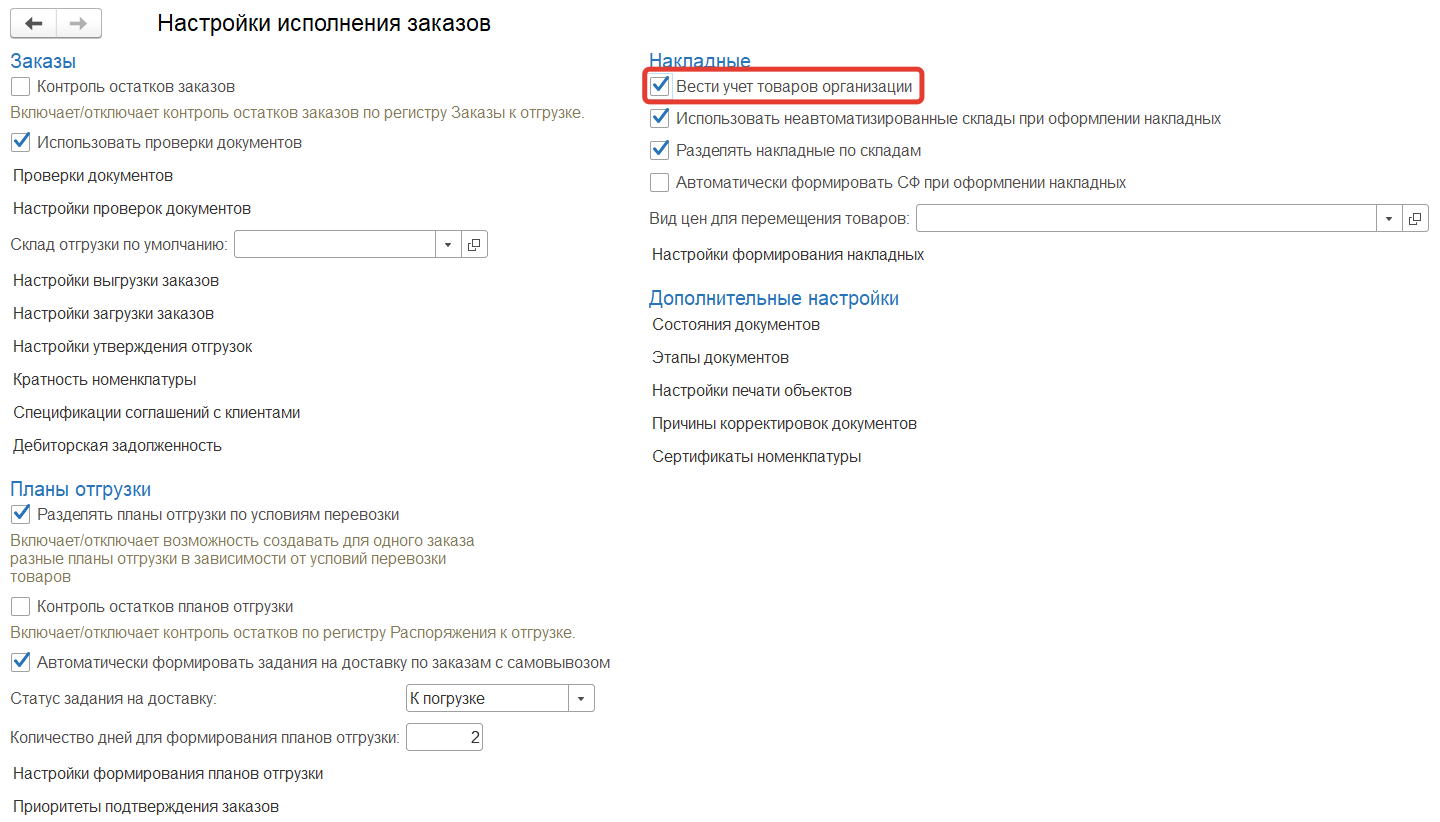 Настройки исполнения заказов
Заказы
Контроль остатков заказов
Включает/отключает контроль остатков заказов по регистру Заказы к отгрузке.
Использовать проверки документов
Проверки документов
Настройки проверок документов
Склад отгрузки по умолчанию:
Настройки выгрузки заказов
Настройки загрузки заказов
Настройки утверждения отгрузок
Кратность номенклатуры
Спецификации соглашений с клиентами
Дебиторская задолженность
Планы отгрузки
Разделять планы отгрузки по условиям перевозки
Включает/отключает возможность создавать для одного заказа
разные планы отгрузки в зависимости от условий перевозки
товаров
Контроль остатков планов отгрузки
Включает/отключает контроль остатков по регистру Распоряжения к отгрузке.
Автоматически формировать задания на доставку по заказам с самовывозом
Статус задания на доставку: К погрузке
Количество дней для формирования планов отгрузки: 2
Настройки формирования планов отгрузки
Приоритеты подтверждения заказов
Накладные
Вести учет товаров организации
Использовать неавтоматизированные склады при оформлении накладных
Разделять накладные по складам
Автоматически формировать СФ при оформлении накладных
Вид цен для перемещения товаров:
Настройки формирования накладных
Дополнительные настройки
Состояния документов
Этапы документов
Настройки печати объектов
Причины корректировок документов
Сертификаты номенклатуры